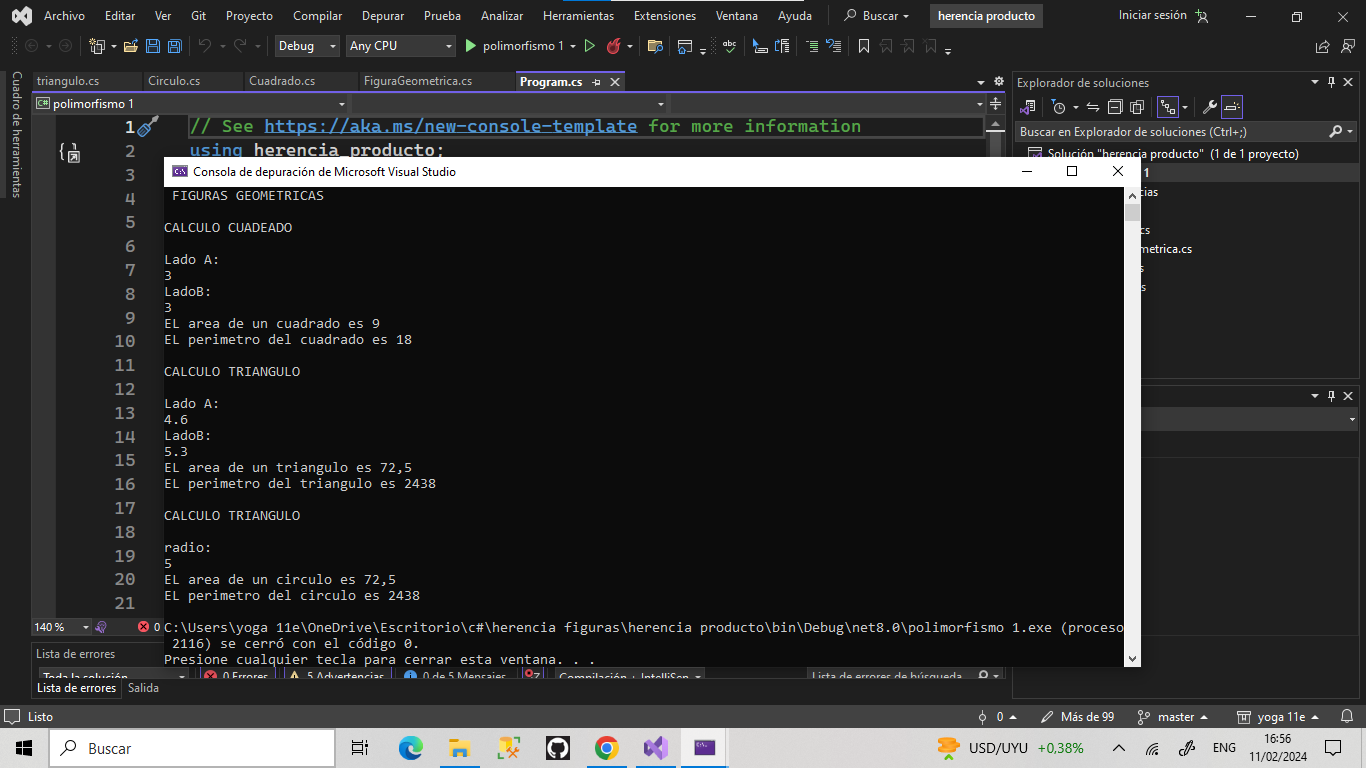 Archivo Editar Ver Git Proyecto Compilar Depurar Prueba Analizar Herramientas Extensiones Ventana Ayuda Buscar herencia producto Iniciar sesión
Debug Any CPU polimorfismo 1
Cuadro de herramientas
triangulo.cs Circulo.cs Cuadrado.cs FiguraGeometrica.cs Program.cs
C# polimorfismo 1
1 // See https://aka.ms/new-console-template for more information
2 using herencia_producto;
3
4
5
6
7
8
9
10
11
12
13
14
15
16
17
18
19
20
21
Consola de depuración de Microsoft Visual Studio
FIGURAS GEOMETRICAS
CALCULO CUADEADO
Lado A:
3
LadoB:
3
EL area de un cuadrado es 9
EL perimetro del cuadrado es 18
CALCULO TRIANGULO
Lado A:
4.6
LadoB:
5.3
EL area de un triangulo es 72,5
EL perimetro del triangulo es 2438
CALCULO TRIANGULO
radio:
5
EL area de un circulo es 72,5
EL perimetro del circulo es 2438
C:\Users\yoga 11e\OneDrive\Escritorio\c#\herencia figuras\herencia producto\bin\Debug\net8.0\polimorfismo 1.exe (proceso
2116) se cerró con el código 0.
Presione cualquier tecla para cerrar esta ventana. . .
Explorador de soluciones
Buscar en Explorador de soluciones (Ctrl+;)
Solución "herencia producto" (1 de 1 proyecto)
1
cias
cs
metrica.cs
s
s
140 % 0
Lista de errores
Toda la solución 0 Errores 5 Advertencias 0 de 5 Mensajes Compilación + IntelliSen Lista de errores de búsqueda
Lista de errores Salida
Listo 0 Más de 99 master yoga 11e
Buscar USD/UYU +0,38% ENG 16:56
11/02/2024